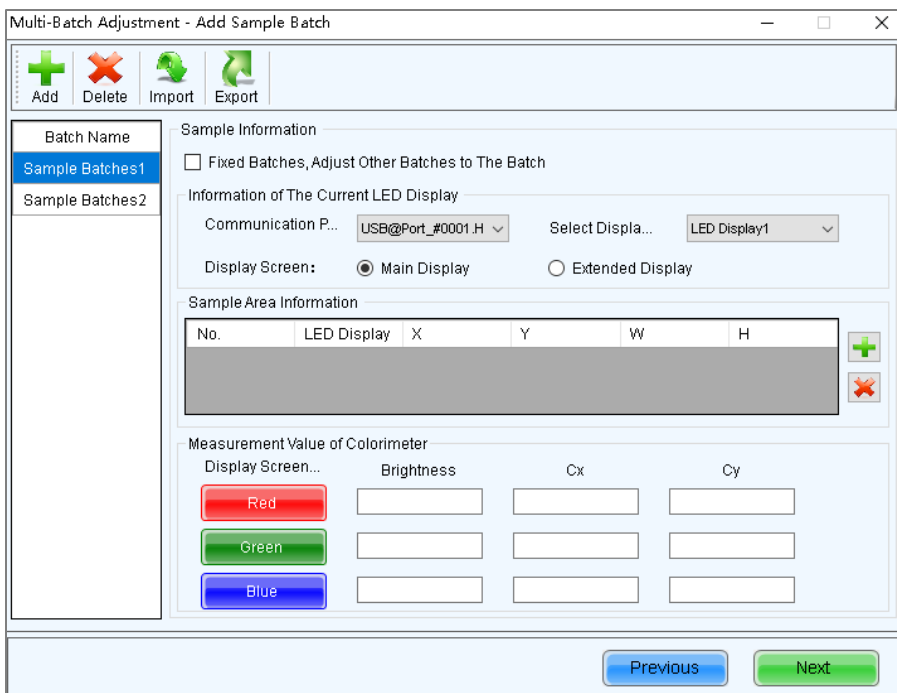 Multi-Batch Adjustment - Add Sample Batch
Add Delete Import Export
Batch Name
Sample Batches1
Sample Batches2
Sample Information
Fixed Batches, Adjust Other Batches to The Batch
Information of The Current LED Display
Communication P... USB@Port_#0001.H Select Displa... LED Display1
Display Screen: Main Display Extended Display
Sample Area Information
No. LED Display X Y W H
Measurement Value of Colorimeter
Display Screen... Brightness Cx Cy
Red
Green
Blue
Previous Next